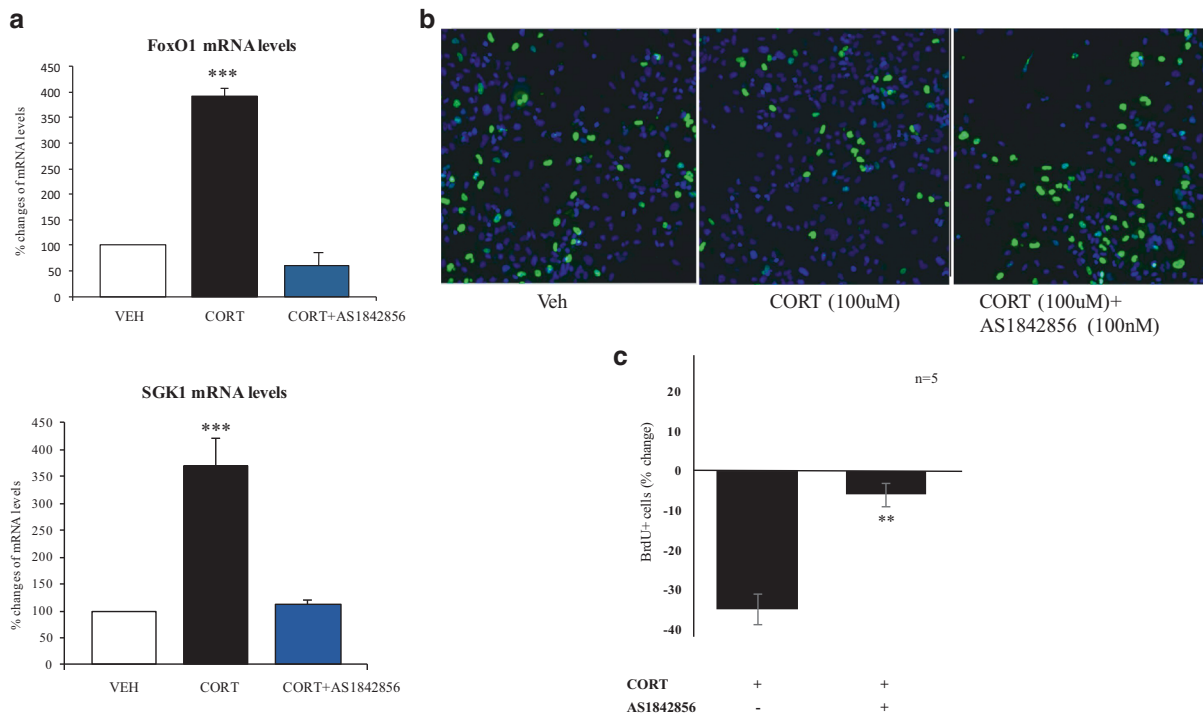 a
FoxO1 mRNA levels
% changes of mRNA levels
450
400
350
300
250
200
150
100
50
0
***
VEH
CORT
CORT+AS1842856
SGK1 mRNA levels
% changes of mRNA levels
450
400
350
300
250
200
150
100
50
0
***
VEH
CORT
CORT+AS1842856
b
Veh
CORT (100uM)
CORT (100uM)+
AS1842856 (100nM)
c
n=5
BrdU+ cells (% change)
20
10
0
-10
-20
-30
-40
**
CORT + +
AS1842856 - +